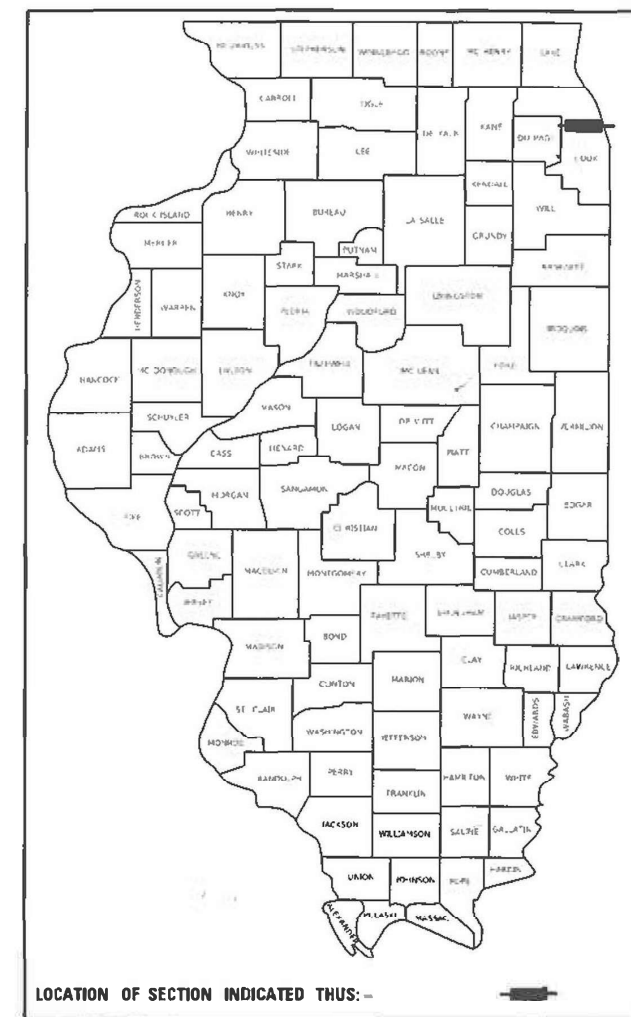 STEPHENSON WINNEBAGO BOONE MC HENRY LAKE
CARROLL OGLE DE KALB KANE DU PAGE COOK
WHITESIDE LEE
KENDALL WILL
ROCK ISLAND HENRY BUREAU LA SALLE GRUNDY
MERCER PUTNAM
STARK MARSHALL KANKAKEE
HENDERSON WARREN KNOX PEORIA WOODFORD LIVINGSTON IROQUOIS
HANCOCK MC DONOUGH FULTON TAZEWELL MC LEAN FORD
SCHUYLER MASON LOGAN DE WITT CHAMPAIGN VERMILION
ADAMS BROWN CASS MENARD MACON PIATT
PIKE SCOTT MORGAN SANGAMON MOULTRIE DOUGLAS EDGAR
CHRISTIAN COLES
CALHOUN GREENE MACOUPIN MONTGOMERY SHELBY CUMBERLAND CLARK
JERSEY FAYETTE JASPER CRAWFORD
MADISON BOND CLAY RICHLAND LAWRENCE
CLINTON MARION
ST. CLAIR WASHINGTON JEFFERSON WAYNE EDWARDS WABASH
MONROE
RANDOLPH PERRY FRANKLIN HAMILTON WHITE
JACKSON WILLIAMSON SALINE GALLATIN
UNION JOHNSON POPE HARDIN
ALEXANDER PULASKI MASSAC
LOCATION OF SECTION INDICATED THUS: -